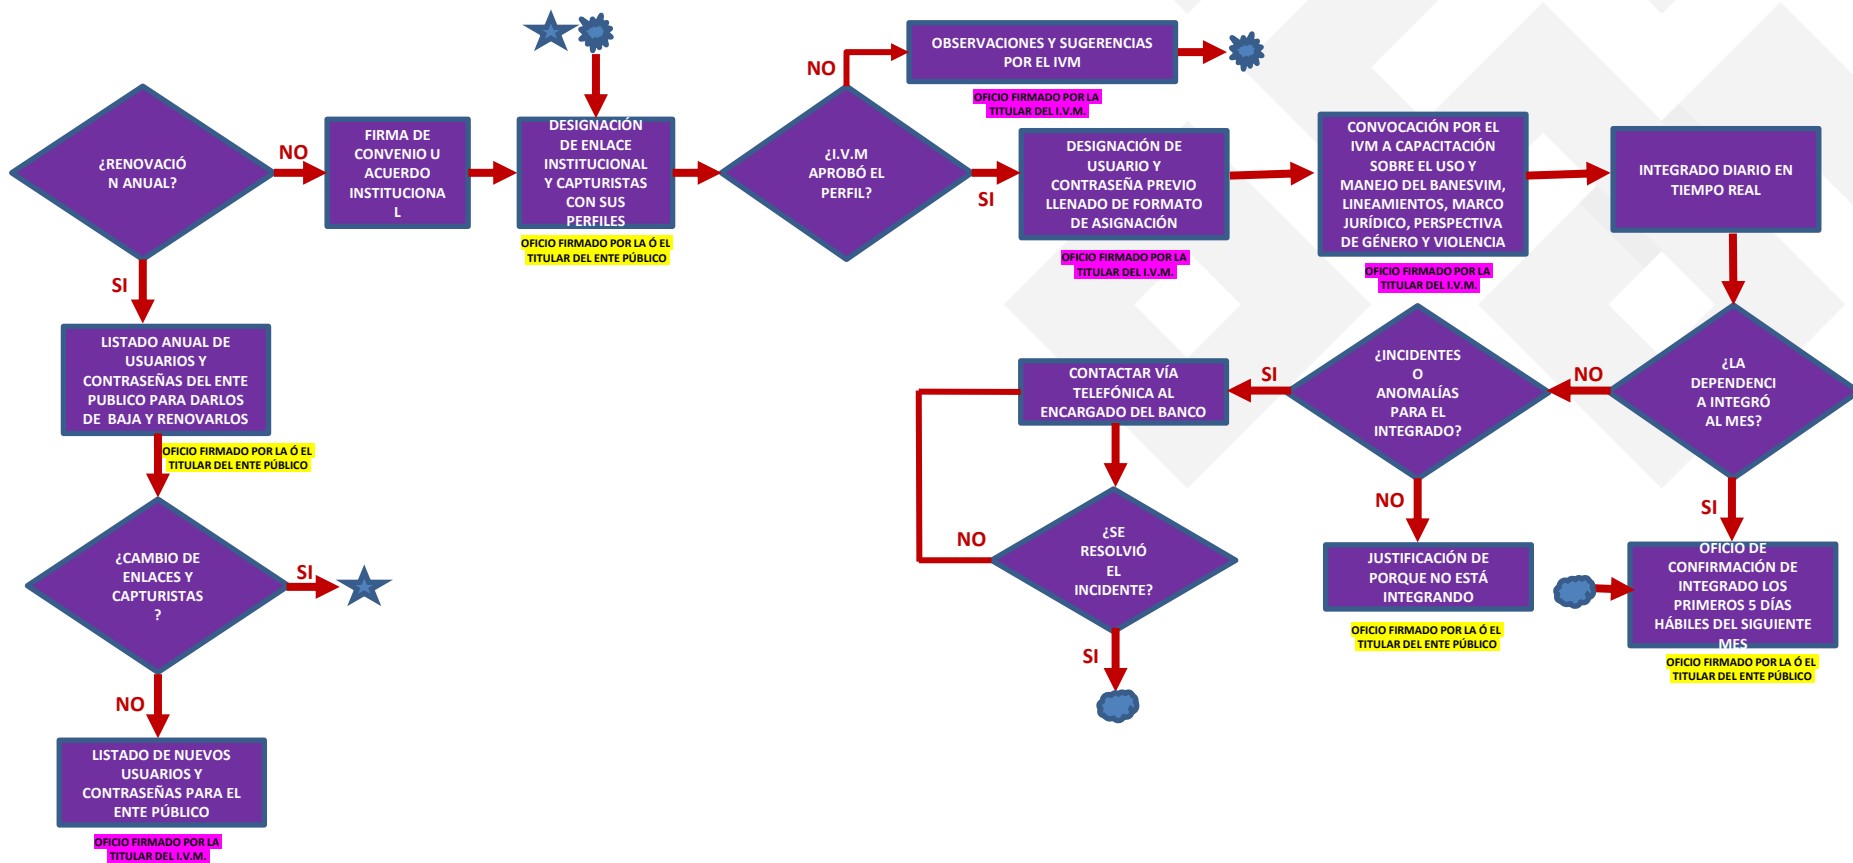 ¿RENOVACIÓ
N ANUAL?
NO
SI
FIRMA DE
CONVENIO U
ACUERDO
INSTITUCIONA
L
DESIGNACIÓN
DE ENLACE
INSTITUCIONAL
Y CAPTURISTAS
CON SUS
PERFILES
OFICIO FIRMADO POR LA Ó EL
TITULAR DEL ENTE PÚBLICO
¿I.V.M
APROBÓ EL
PERFIL?
NO
SI
OBSERVACIONES Y SUGERENCIAS
POR EL IVM
OFICIO FIRMADO POR LA
TITULAR DEL I.V.M.
DESIGNACIÓN DE
USUARIO Y
CONTRASEÑA PREVIO
LLENADO DE FORMATO
DE ASIGNACIÓN
OFICIO FIRMADO POR LA
TITULAR DEL I.V.M.
CONVOCACIÓN POR EL
IVM A CAPACITACIÓN
SOBRE EL USO Y
MANEJO DEL BANESVIM,
LINEAMIENTOS, MARCO
JURÍDICO, PERSPECTIVA
DE GÉNERO Y VIOLENCIA
OFICIO FIRMADO POR LA
TITULAR DEL I.V.M.
INTEGRADO DIARIO EN
TIEMPO REAL
¿LA
DEPENDENCI
A INTEGRÓ
AL MES?
NO
SI
¿INCIDENTES
O
ANOMALÍAS
PARA EL
INTEGRADO?
SI
NO
CONTACTAR VÍA
TELEFÓNICA AL
ENCARGADO DEL BANCO
¿SE
RESOLVIÓ
EL
INCIDENTE?
NO
SI
JUSTIFICACIÓN DE
PORQUE NO ESTÁ
INTEGRANDO
OFICIO FIRMADO POR LA Ó EL
TITULAR DEL ENTE PÚBLICO
OFICIO DE
CONFIRMACIÓN DE
INTEGRADO LOS
PRIMEROS 5 DÍAS
HÁBILES DEL SIGUIENTE
MES
OFICIO FIRMADO POR LA Ó EL
TITULAR DEL ENTE PÚBLICO
LISTADO ANUAL DE
USUARIOS Y
CONTRASEÑAS DEL ENTE
PUBLICO PARA DARLOS
DE BAJA Y RENOVARLOS
OFICIO FIRMADO POR LA Ó EL
TITULAR DEL ENTE PÚBLICO
¿CAMBIO DE
ENLACES Y
CAPTURISTAS
?
SI
NO
LISTADO DE NUEVOS
USUARIOS Y
CONTRASEÑAS PARA EL
ENTE PÚBLICO
OFICIO FIRMADO POR LA
TITULAR DEL I.V.M.